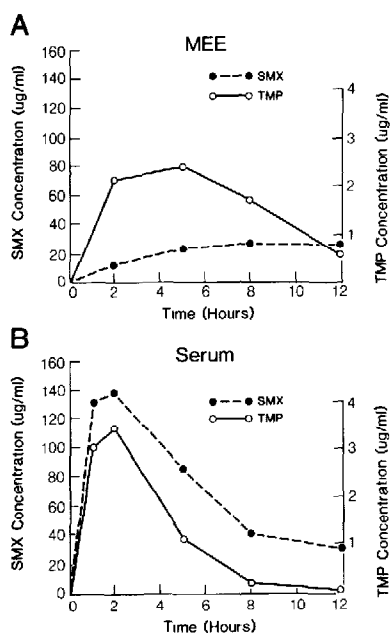 A
MEE
160
140
120
100
80
60
40
20
0
SMX Concentration (ug/ml)
SMX
TMP
4
3
2
1
TMP Concentration (ug/ml)
0 2 4 6 8 10 12
Time (Hours)
B
Serum
160
140
120
100
80
60
40
20
0
SMX Concentration (ug/ml)
SMX
TMP
4
3
2
1
TMP Concentration (ug/ml)
0 2 4 6 8 10 12
Time (Hours)